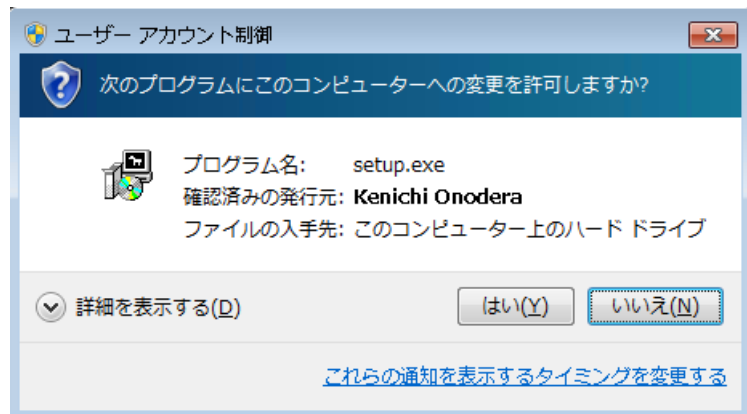 ユーザー アカウント制御
次のプログラムにこのコンピューターへの変更を許可しますか?
プログラム名: setup.exe
確認済みの発行元: Kenichi Onodera
ファイルの入手先: このコンピューター上のハード ドライブ
詳細を表示する(D) はい(Y) いいえ(N)
これらの通知を表示するタイミングを変更する